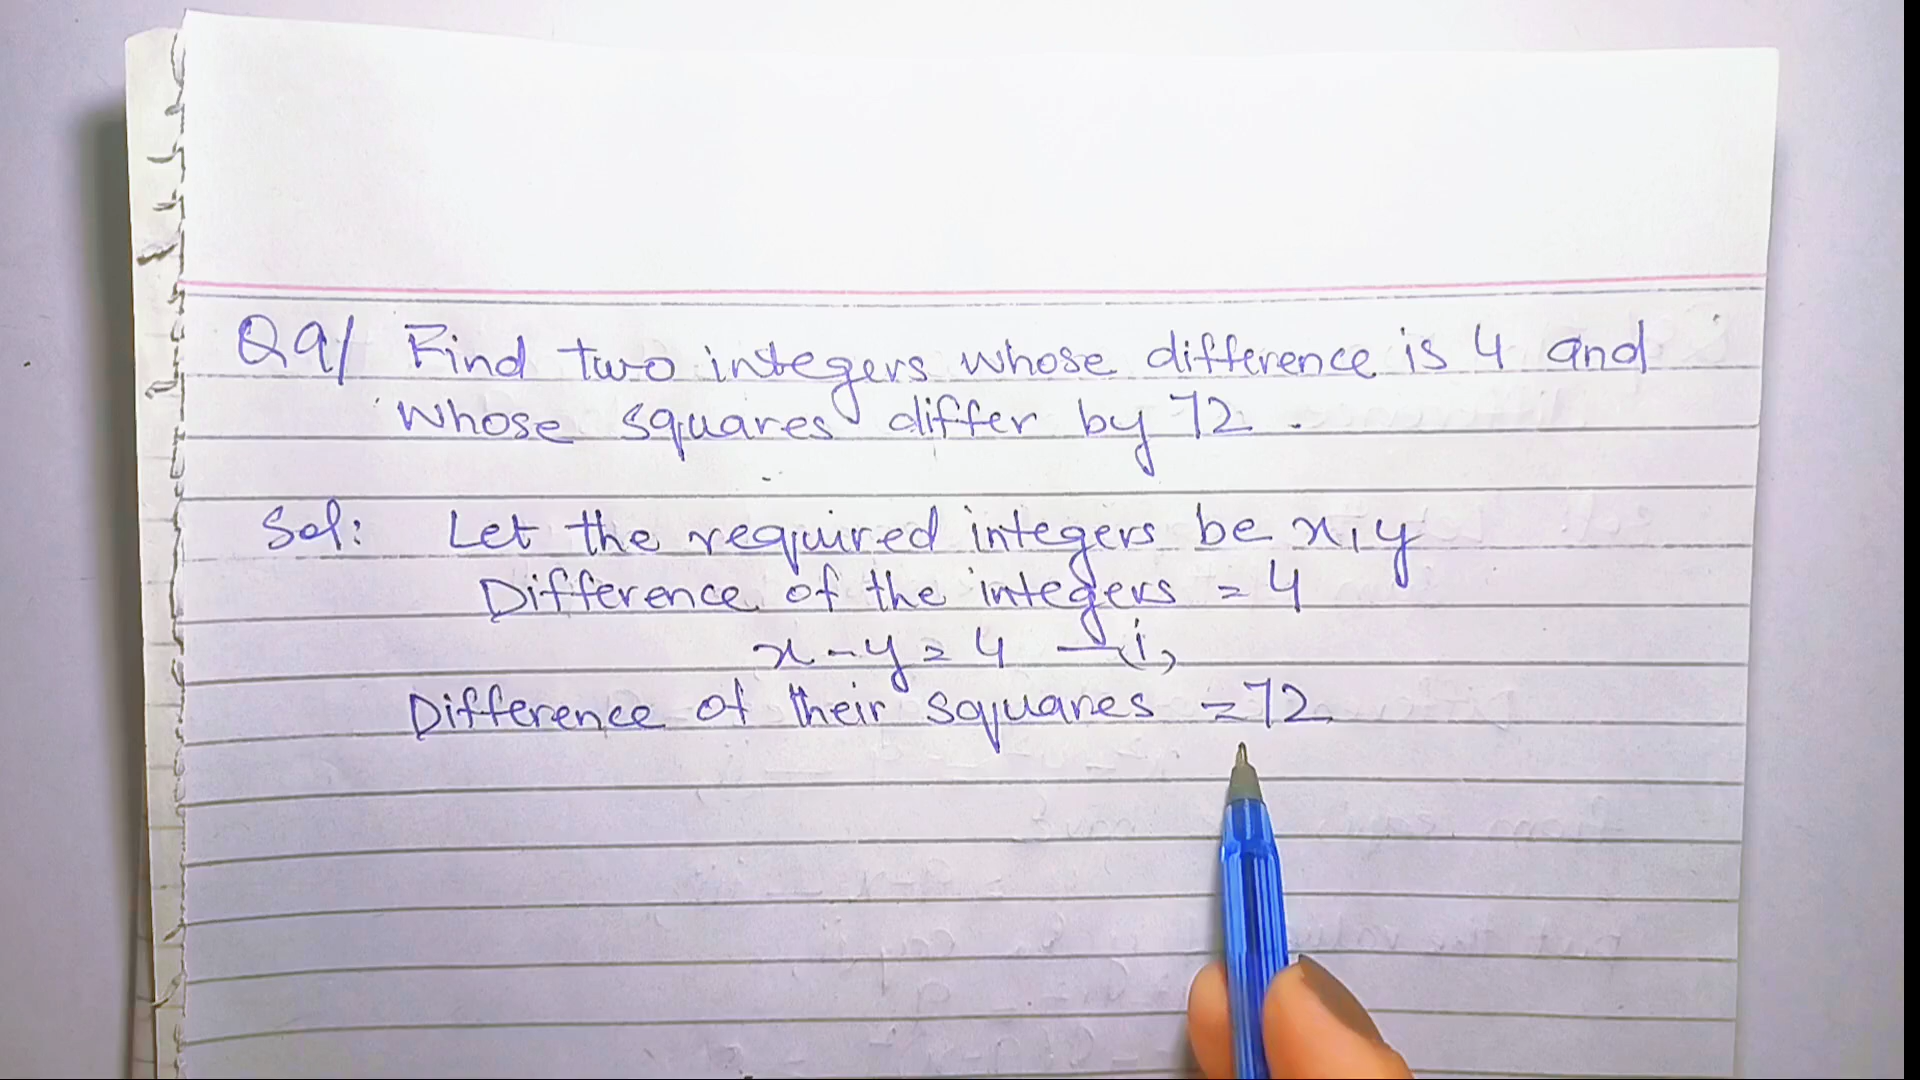 Q9/ Find two integers whose difference is 4 and
whose squares differ by 72.
Sol: Let the required integers be x, y
Difference of the integers = 4
x - y = 4 —(i)
Difference of their squares = 72